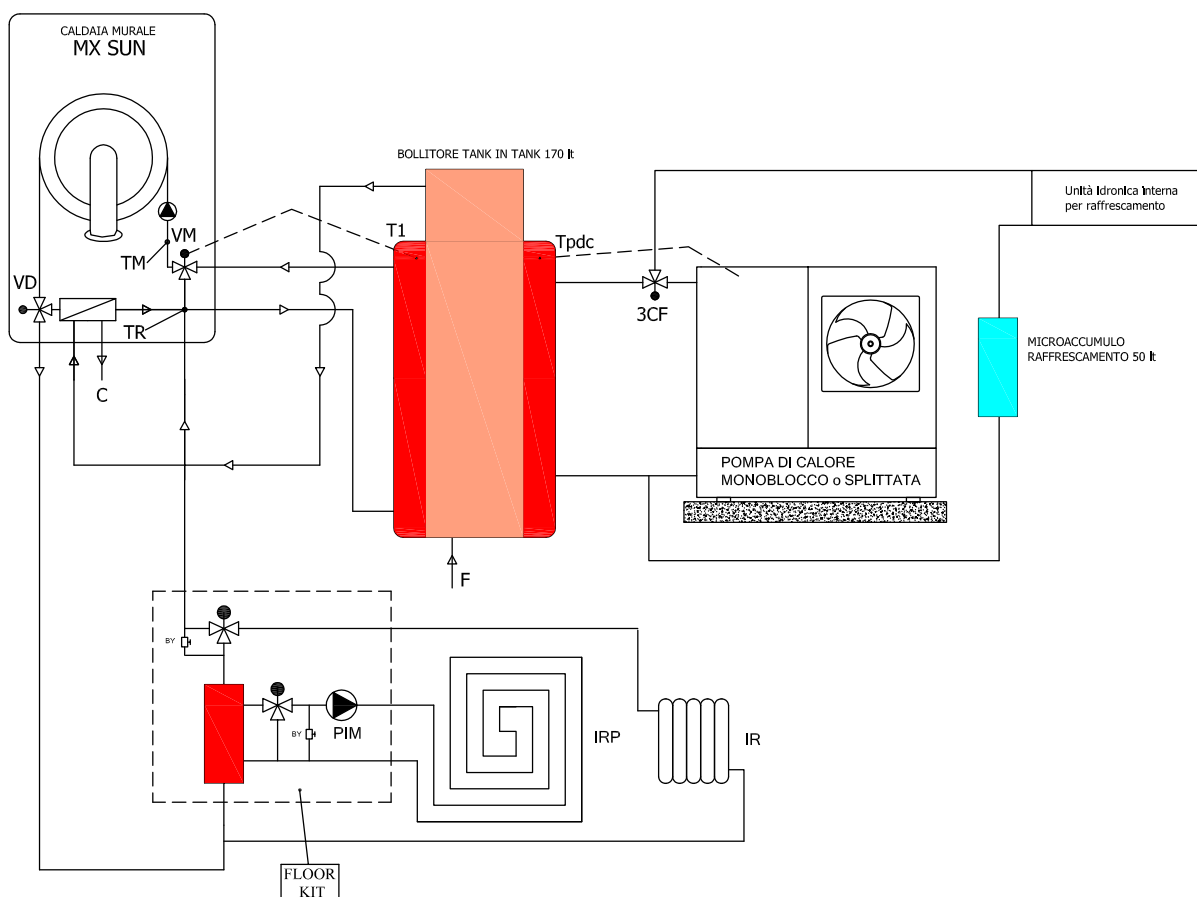 CALDAIA MURALE
MX SUN
BOLLITORE TANK IN TANK 170 lt
Unità Idronica Interna
per raffrescamento
T1
Tpdc
VM
TM
VD
TR
C
3CF
MICROACCUMULO
RAFFRESCAMENTO 50 lt
POMPA DI CALORE
MONOBLOCCO o SPLITTATA
F
BY
BY
PIM
IRP
IR
FLOOR
KIT